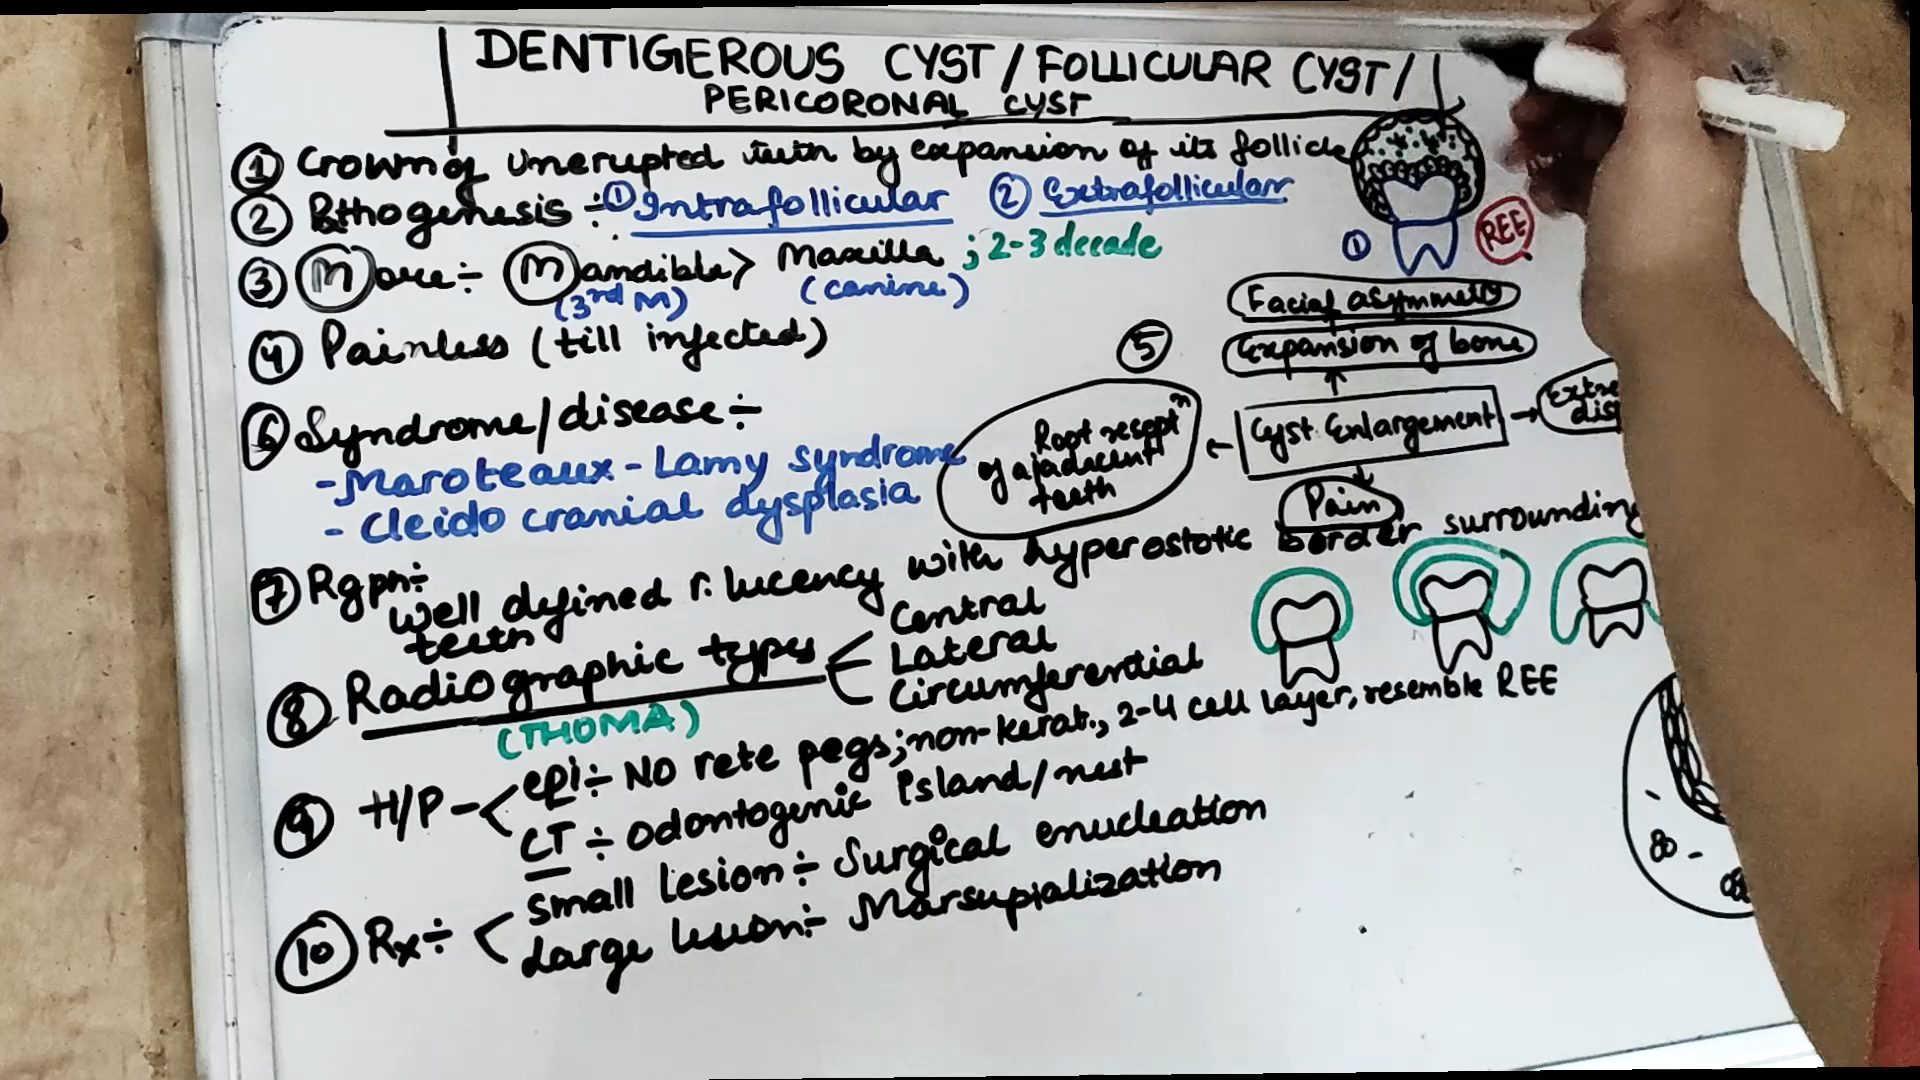 DENTIGEROUS CYST / FOLLICULAR CYST /
PERICORONAL CYST
① Crown of unerupted teeth by expansion of its follicle
② Pathogenesis ÷ ① Intrafollicular ② Extrafollicular
③ More ÷ Mandible > Maxilla ; 2-3 decade
(3rd M) (canine)
① REE
④ Painless (till infected)
⑤
Facial asymmetry
Expansion of bone
Cyst Enlargement
Root resorptn
of ajadacent
teeth
Pain
⑥ Syndrome/disease ÷
- Maroteaux - Lamy syndrome
- Cleido cranial dysplasia
⑦ Rgph ÷
Well defined r. lucency with hyperostotic border surrounding
teeth
⑧ Radiographic types < Central
Lateral
Circumferential
(THOMA)
⑨ H/P - < epi ÷ NO rete pegs; non-kerat., 2-4 cell layer, resemble REE
CT ÷ Odontogenic island/nest
⑩ Rx ÷ < Small lesion ÷ Surgical enucleation
Large lesion ÷ Marsupialization